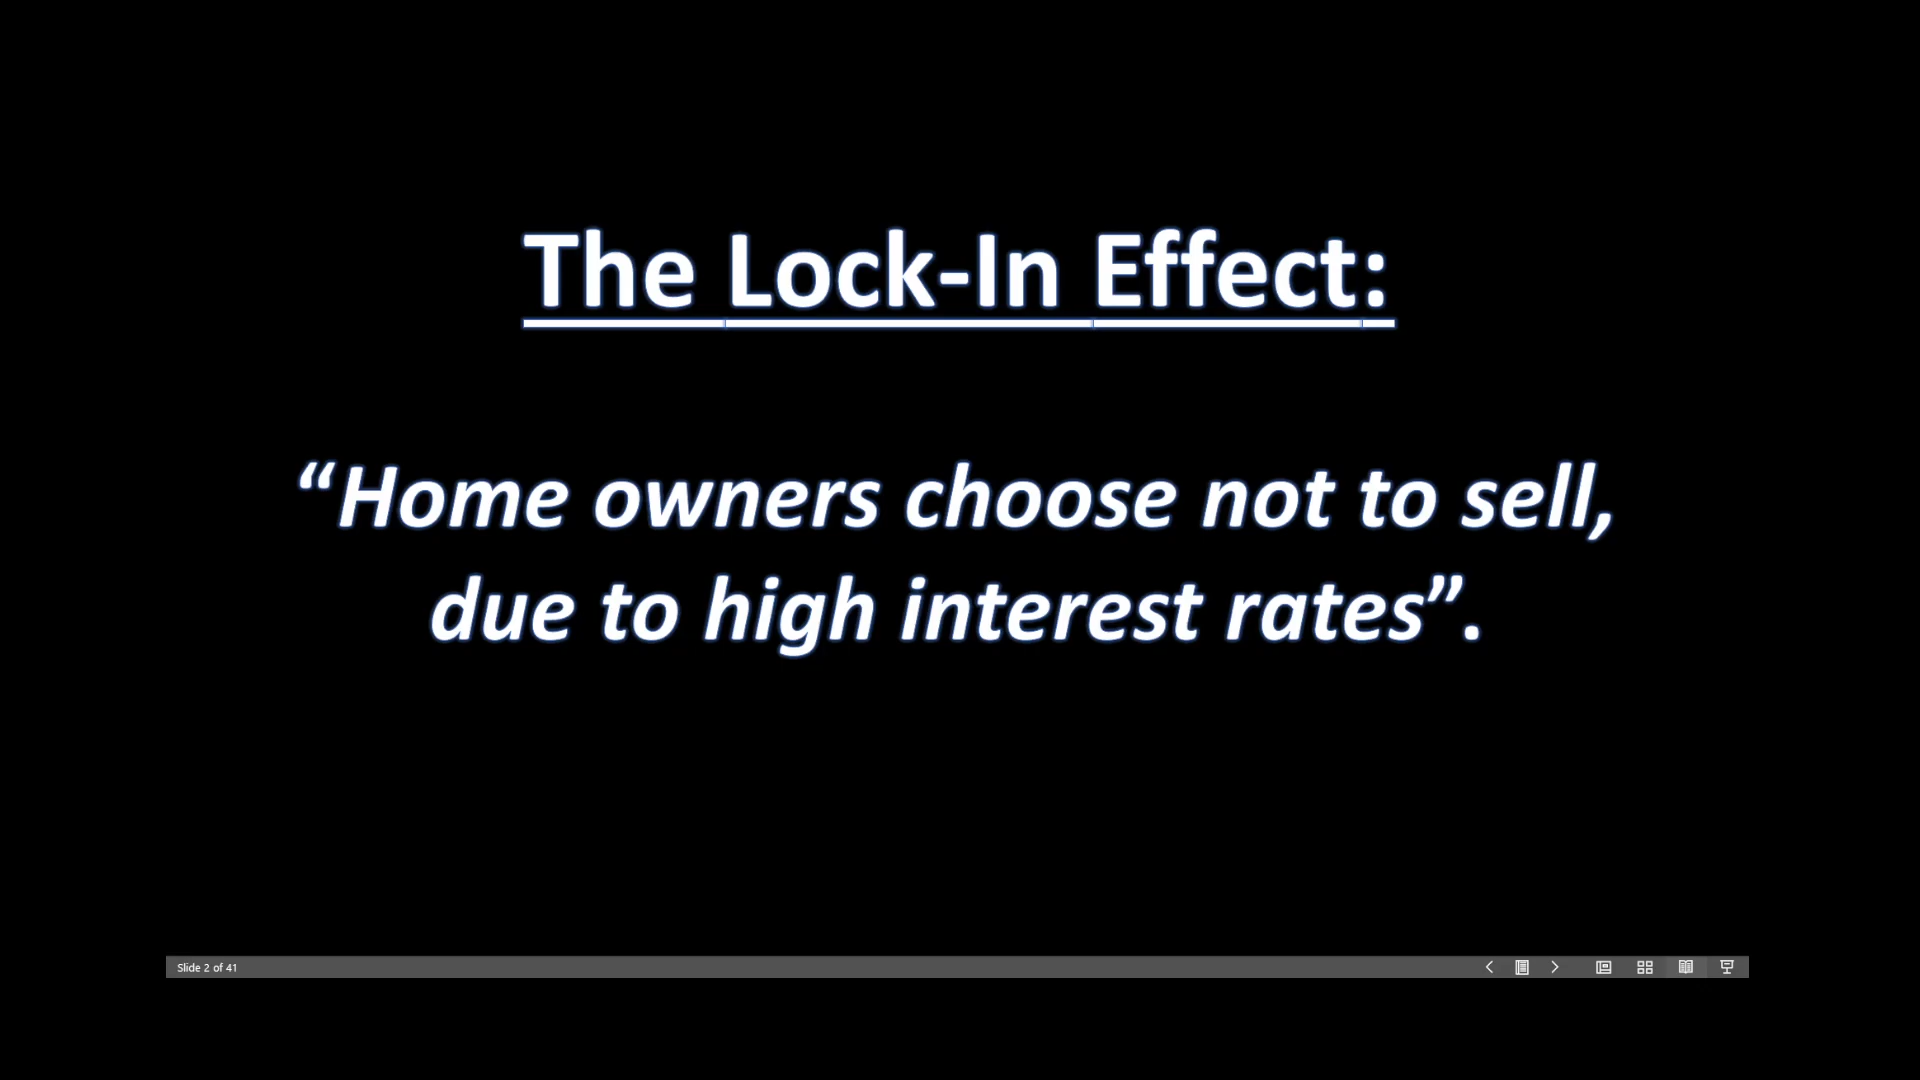 The Lock-In Effect:
“Home owners choose not to sell,
due to high interest rates”.
Slide 2 of 41